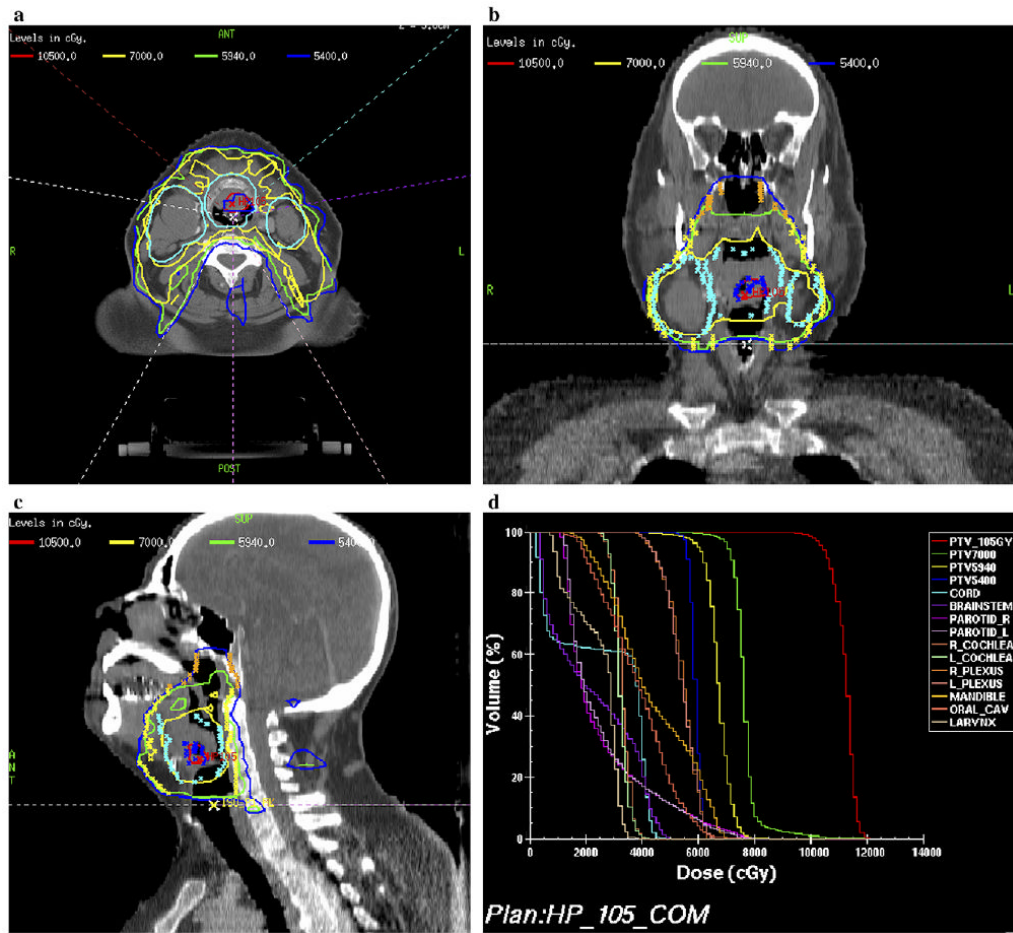 a
Levels in cGy.
ANT
10500.0 7000.0 5940.0 5400.0
R
L
POST
b
Levels in cGy.
SUP
10500.0 7000.0 5940.0 5400.0
R
L
c
Levels in cGy.
SUP
10500.0 7000.0 5940.0 540
A
N
T
d
100
80
60
40
20
0
Volume (%)
0 2000 4000 6000 8000 10000 12000 14000
Dose (cGy)
PTV_105GY
PTV7000
PTV5940
PTV5400
CORD
BRAINSTEM
PAROTID_R
PAROTID_L
R_COCHLEA
L_COCHLEA
R_PLEXUS
L_PLEXUS
MANDIBLE
ORAL_CAV
LARYNX
Plan:HP_105_COM